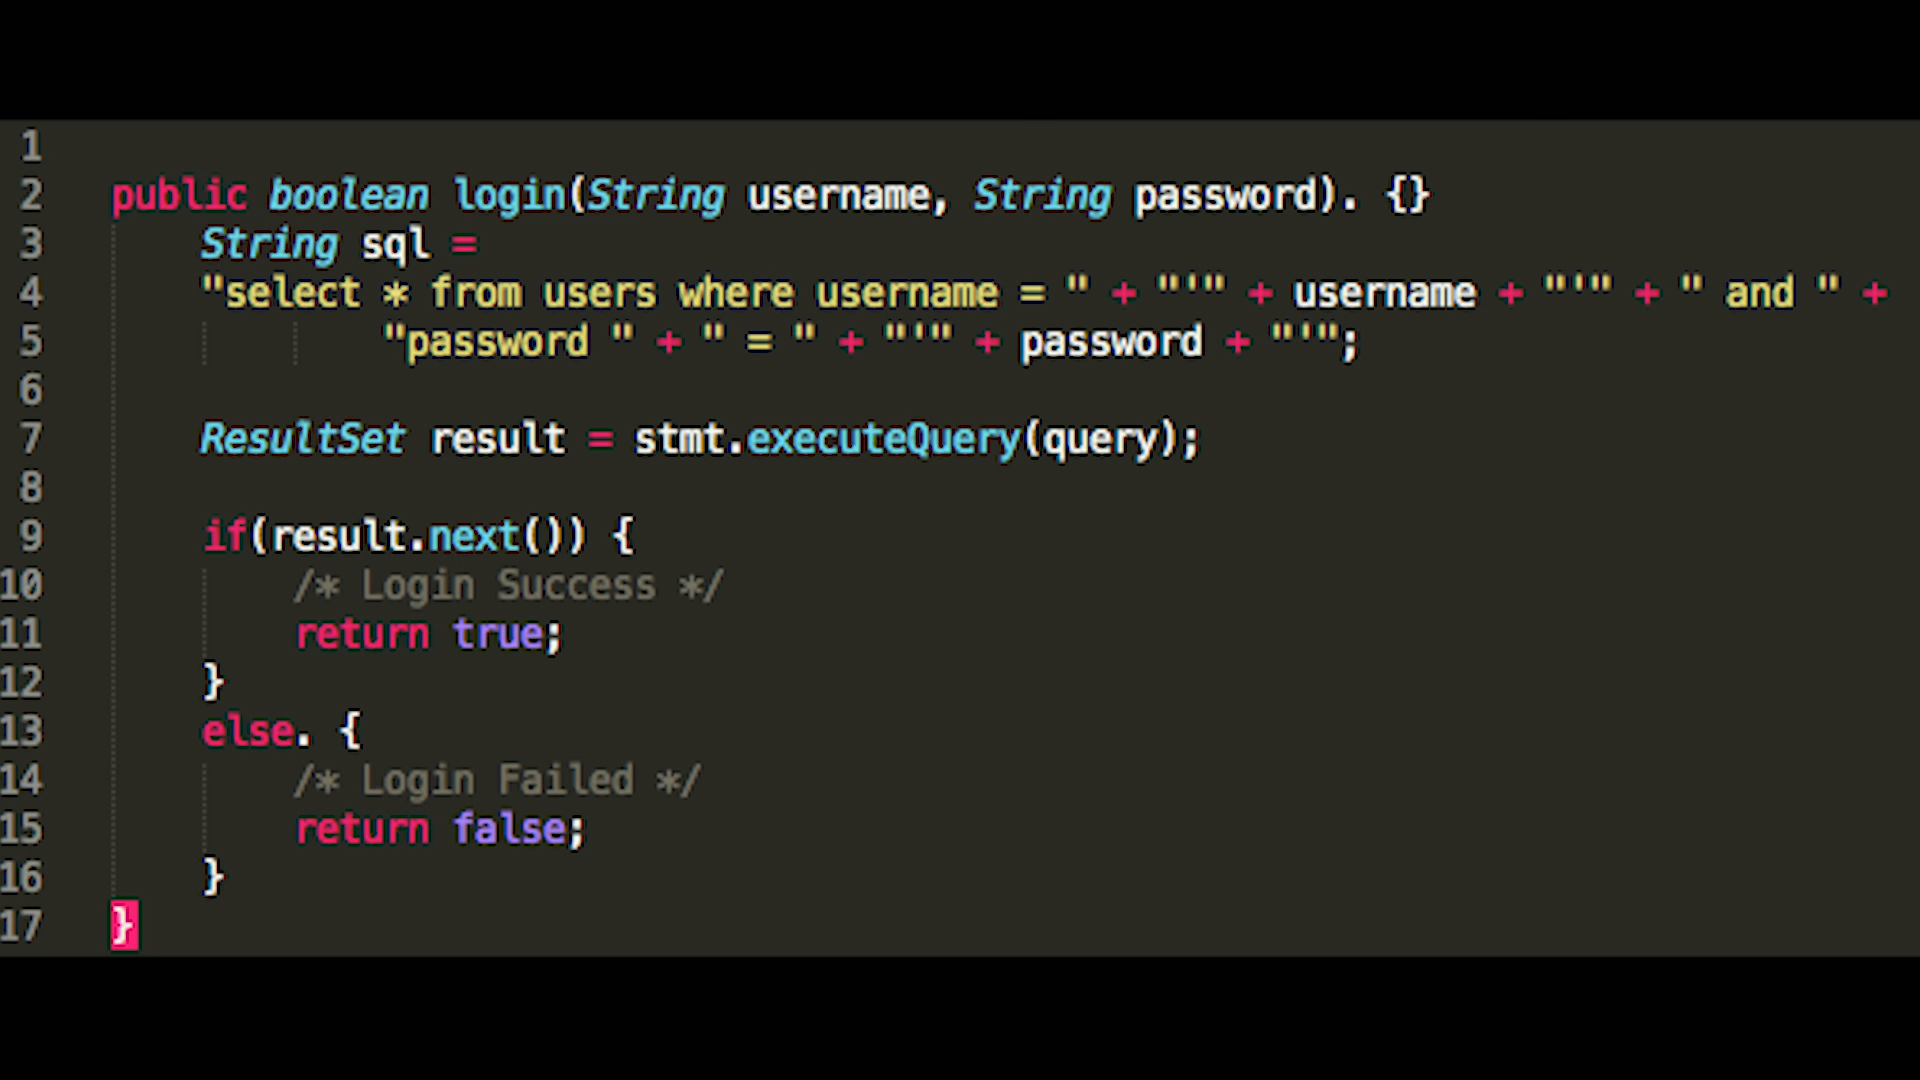 1
2 public boolean login(String username, String password). {}
3 String sql =
4 "select * from users where username = " + "'" + username + "'" + " and " +
5 "password " + " = " + "'" + password + "'";
6
7 ResultSet result = stmt.executeQuery(query);
8
9 if(result.next()) {
10 /* Login Success */
11 return true;
12 }
13 else. {
14 /* Login Failed */
15 return false;
16 }
17 }